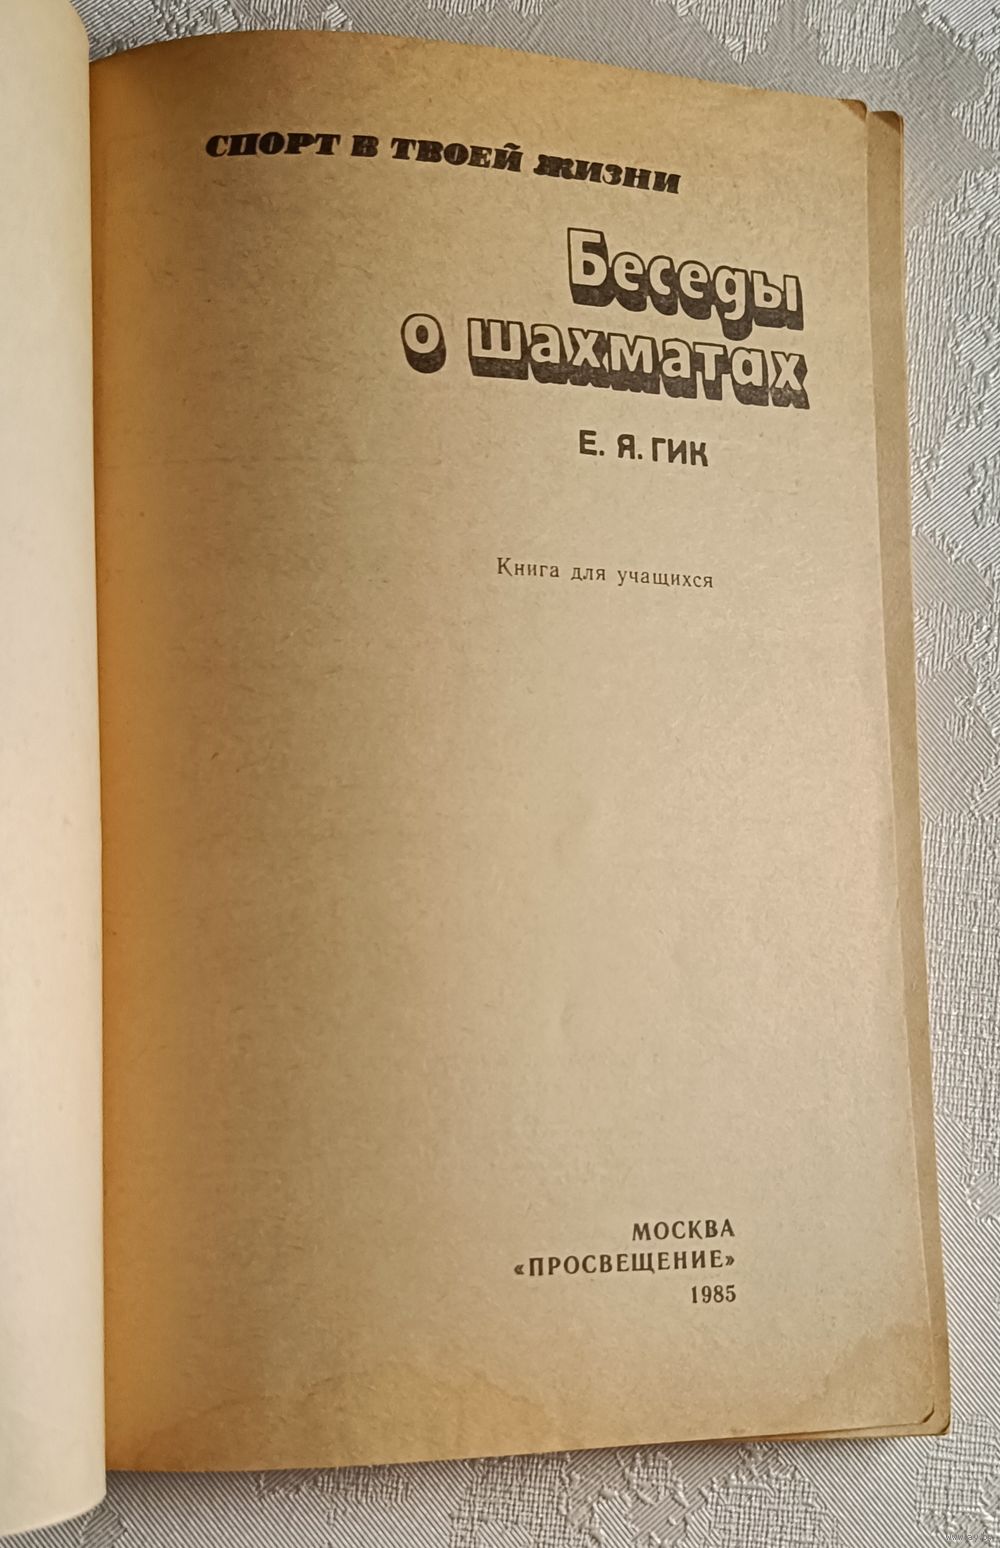 СПОРТ В ТВОЕЙ ЖИЗНИ
Беседы
о шахматах
Е. Я. ГИК
Книга для учащихся
МОСКВА
«ПРОСВЕЩЕНИЕ»
1985